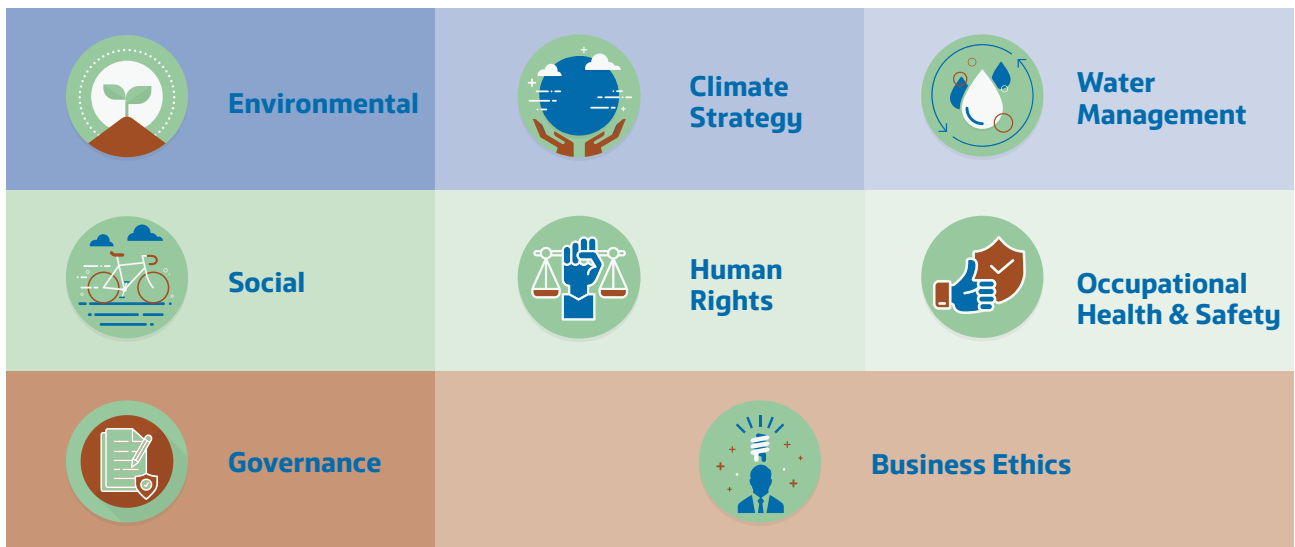 Environmental
Climate
Strategy
Water
Management
Social
Human
Rights
Occupational
Health & Safety
Governance
Business Ethics